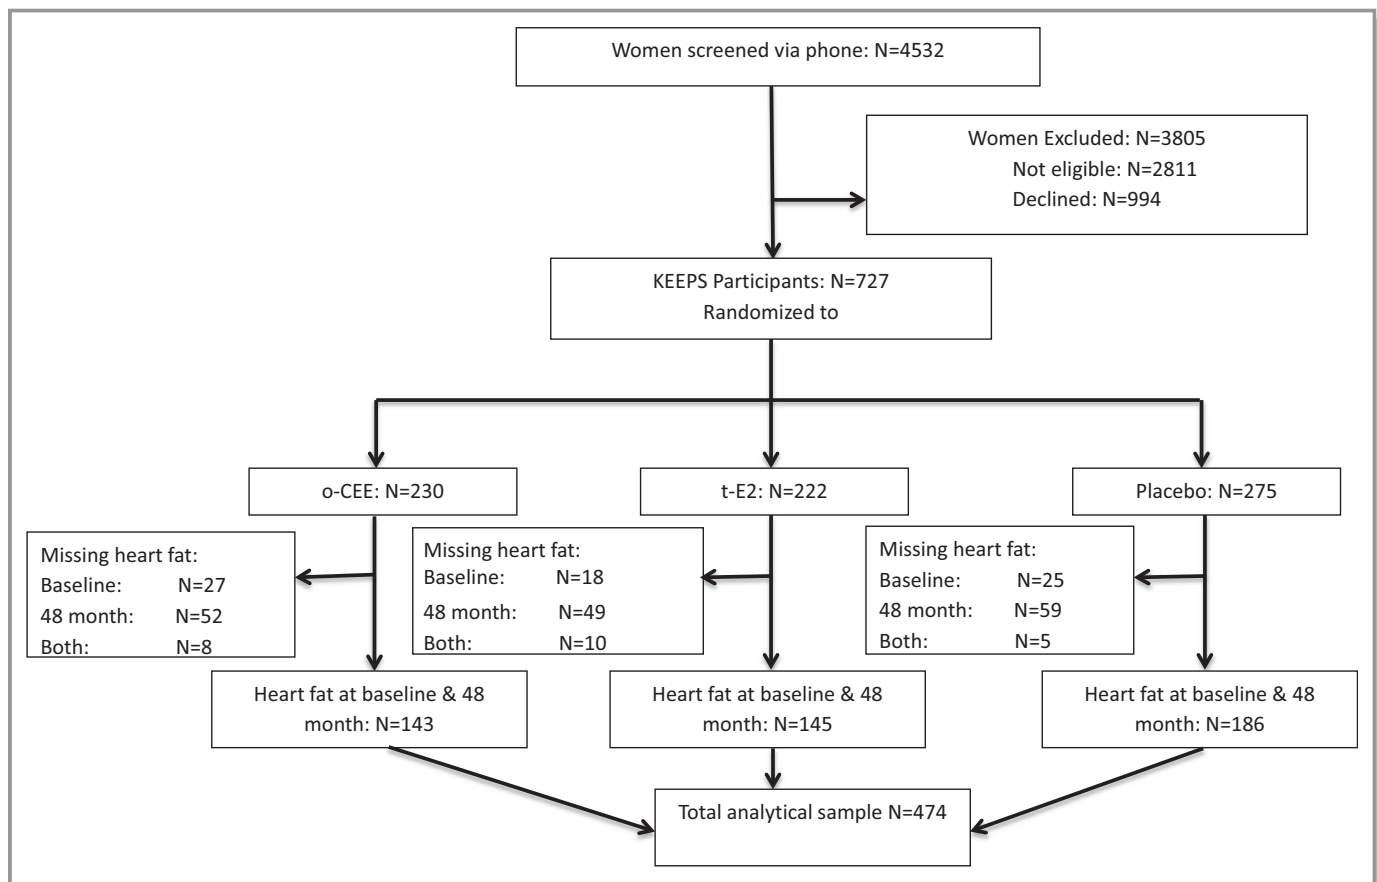 Women screened via phone: N=4532
Women Excluded: N=3805
Not eligible: N=2811
Declined: N=994
KEEPS Participants: N=727
Randomized to
o-CEE: N=230
t-E2: N=222
Placebo: N=275
Missing heart fat:
Baseline: N=27
48 month: N=52
Both: N=8
Missing heart fat:
Baseline: N=18
48 month: N=49
Both: N=10
Missing heart fat:
Baseline: N=25
48 month: N=59
Both: N=5
Heart fat at baseline & 48
month: N=143
Heart fat at baseline & 48
month: N=145
Heart fat at baseline & 48
month: N=186
Total analytical sample N=474